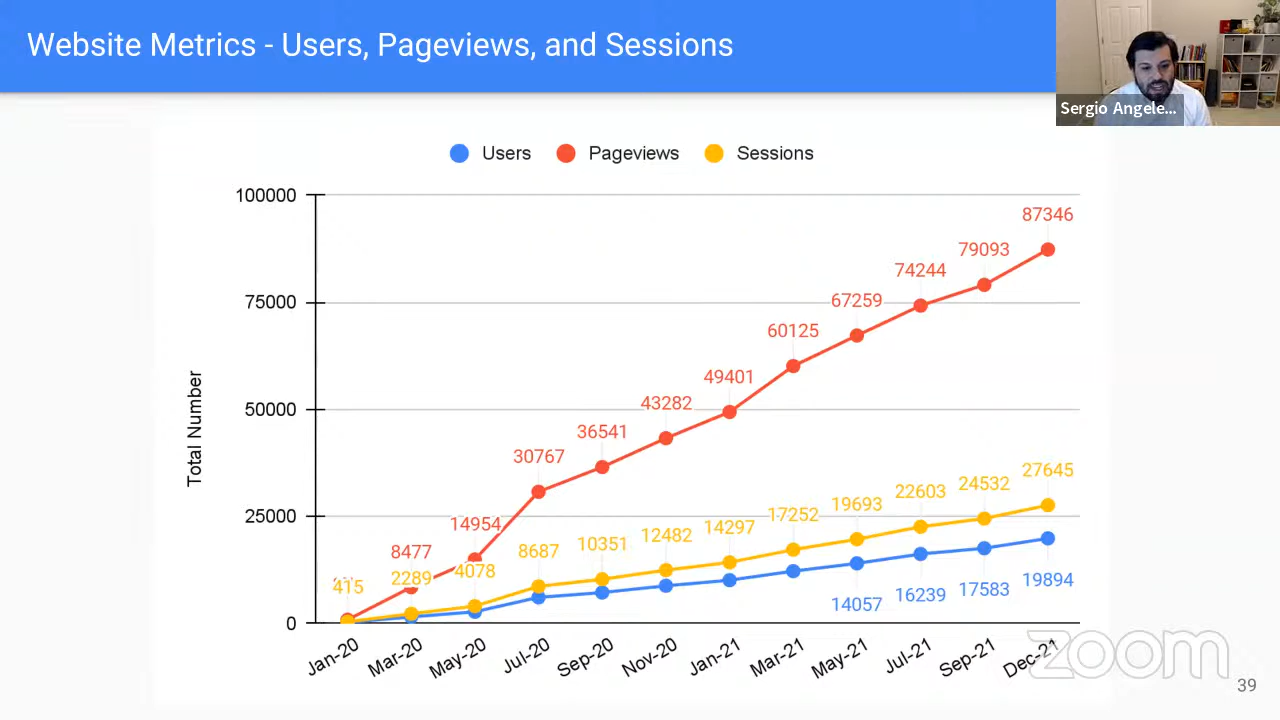 Website Metrics - Users, Pageviews, and Sessions
Sergio Angele...
Users Pageviews Sessions
100000
75000
50000
25000
0
Total Number
87346
79093
74244
67259
60125
49401
43282
36541
30767
14954
8477
415
2289
4078
8687
10351
12482
14297
17252
19693
22603
24532
27645
14057
16239
17583
19894
Jan-20
Mar-20
May-20
Jul-20
Sep-20
Nov-20
Jan-21
Mar-21
May-21
Jul-21
Sep-21
Dec-21
zoom
39